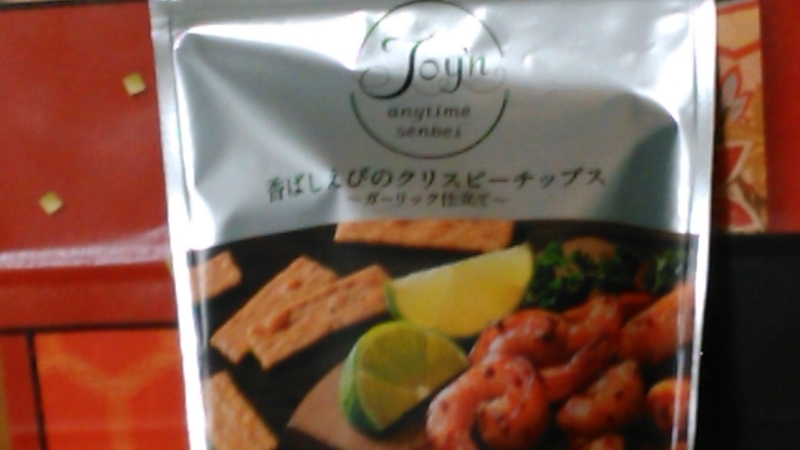 Joy'n
anytime
senbei
香ばしえびのクリスピーチップス
～ガーリック仕立て～